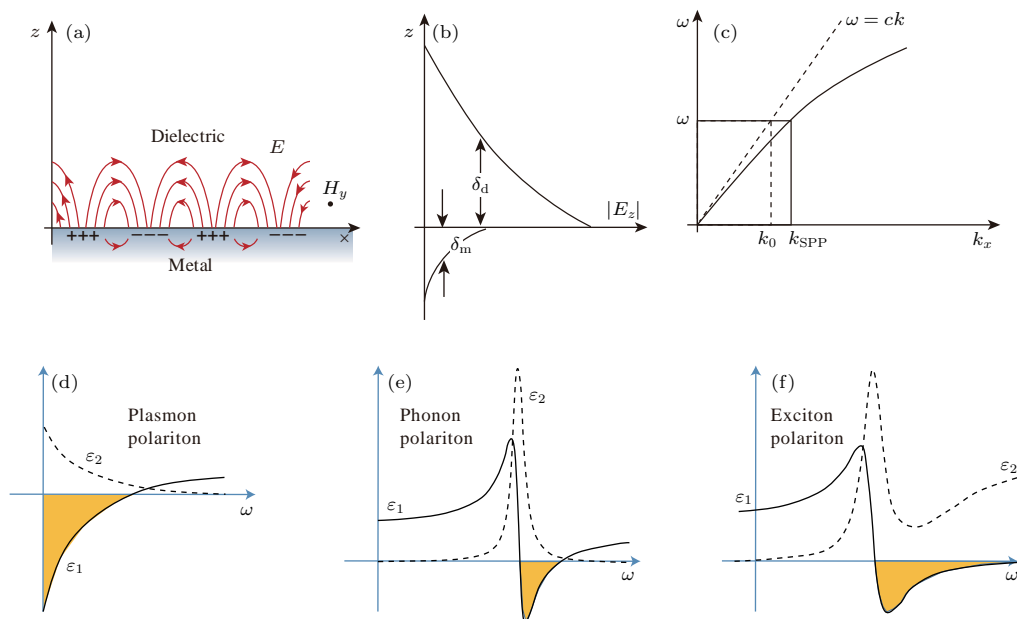 z
(a)
Dielectric
E
H_y
+++
−−−
+++
−−−
×
Metal
z
(b)
δ_d
|E_z|
δ_m
ω
(c)
ω = ck
ω
k_0
k_SPP
k_x
(d)
Plasmon
polariton
ε_2
ω
ε_1
(e)
Phonon
polariton
ε_2
ε_1
ω
(f)
Exciton
polariton
ε_2
ε_1
ω